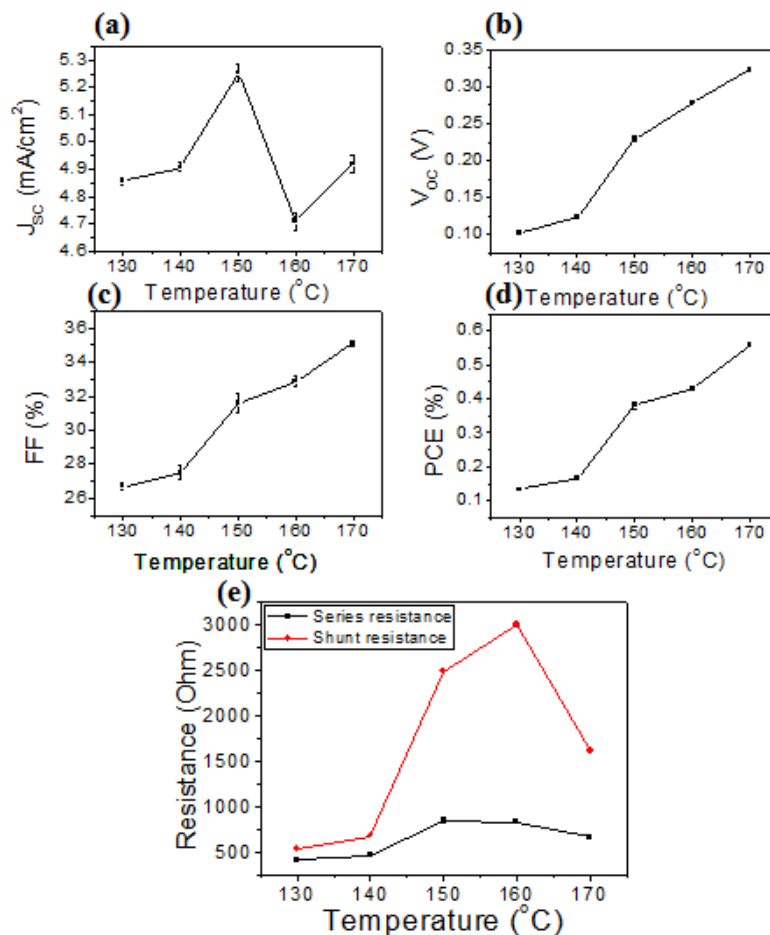 (a)
J_sc (mA/cm²)
5.3
5.2
5.1
5.0
4.9
4.8
4.7
4.6
130 140 150 160 170
Temperature (°C)
(b)
V_oc (V)
0.35
0.30
0.25
0.20
0.15
0.10
130 140 150 160 170
Temperature (°C)
(c)
FF (%)
36
34
32
30
28
26
130 140 150 160 170
Temperature (°C)
(d)
PCE (%)
0.6
0.5
0.4
0.3
0.2
0.1
130 140 150 160 170
Temperature (°C)
(e)
Series resistance
Shunt resistance
Resistance (Ohm)
3000
2500
2000
1500
1000
500
130 140 150 160 170
Temperature (°C)